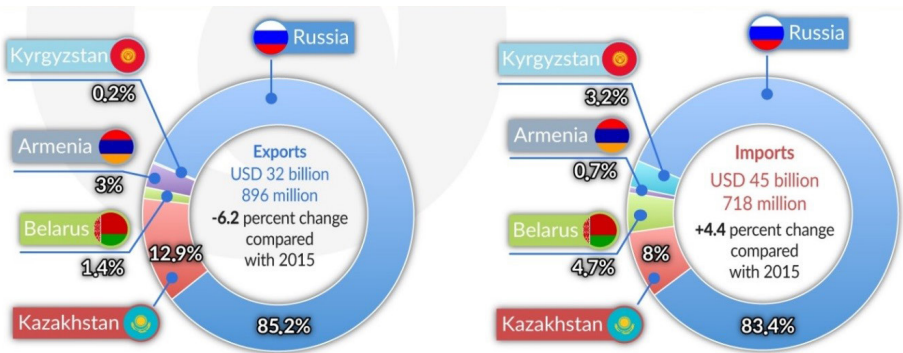 Russia
Kyrgyzstan
0.2%
Armenia
3%
Belarus
1.4%
12.9%
Kazakhstan
85.2%
Exports
USD 32 billion
896 million
-6.2 percent change
compared
with 2015
Russia
Kyrgyzstan
3.2%
Armenia
0.7%
Belarus
4.7%
8%
Kazakhstan
83.4%
Imports
USD 45 billion
718 million
+4.4 percent change
compared
with 2015